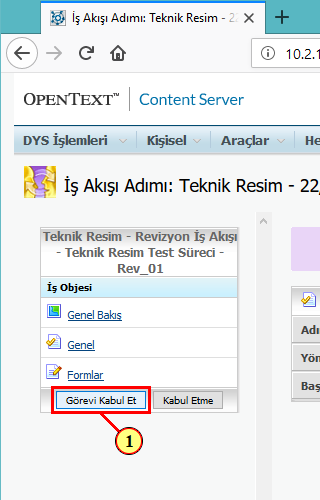 İş Akışı Adımı: Teknik Resim - 2
10.2.1
OPENTEXT™ | Content Server
DYS İşlemleri
Kişisel
Araçlar
He
İş Akışı Adımı: Teknik Resim - 22
Teknik Resim - Revizyon İş Akışı
- Teknik Resim Test Süreci -
Rev_01
İş Objesi
Genel Bakış
Genel
Formlar
Görevi Kabul Et
Kabul Etme
1
Adı
Yön
Baş